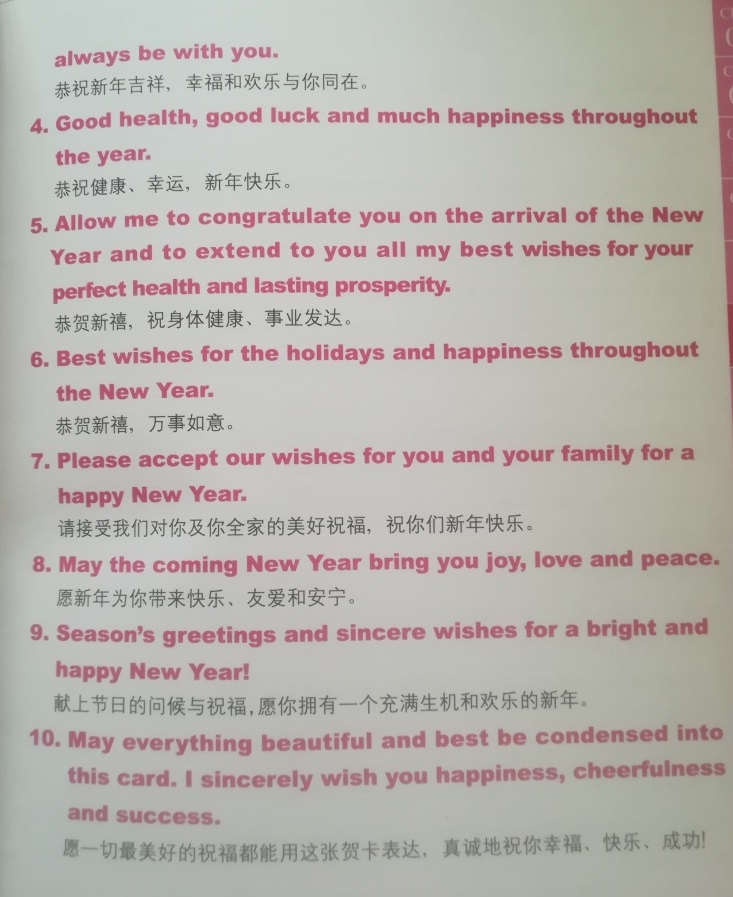 always be with you.
恭祝新年吉祥，幸福和欢乐与你同在。
4. Good health, good luck and much happiness throughout
the year.
恭祝健康、幸运，新年快乐。
5. Allow me to congratulate you on the arrival of the New
Year and to extend to you all my best wishes for your
perfect health and lasting prosperity.
恭贺新禧，祝身体健康、事业发达。
6. Best wishes for the holidays and happiness throughout
the New Year.
恭贺新禧，万事如意。
7. Please accept our wishes for you and your family for a
happy New Year.
请接受我们对你及你全家的美好祝福，祝你们新年快乐。
8. May the coming New Year bring you joy, love and peace.
愿新年为你带来快乐、友爱和安宁。
9. Season's greetings and sincere wishes for a bright and
happy New Year!
献上节日的问候与祝福,愿你拥有一个充满生机和欢乐的新年。
10. May everything beautiful and best be condensed into
this card. I sincerely wish you happiness, cheerfulness
and success.
愿一切最美好的祝福都能用这张贺卡表达，真诚地祝你幸福、快乐、成功!